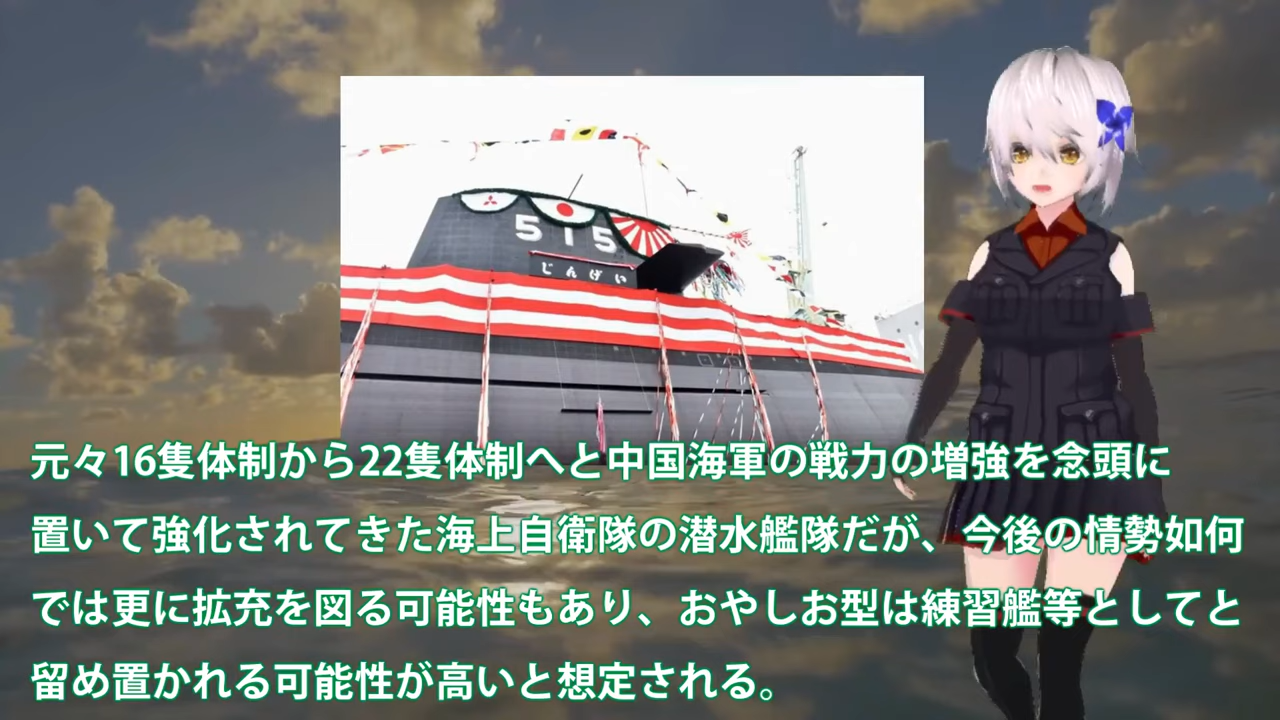 515
じんげい
元々16隻体制から22隻体制へと中国海軍の戦力の増強を念頭に
置いて強化されてきた海上自衛隊の潜水艦隊だが、今後の情勢如何
では更に拡充を図る可能性もあり、おやしお型は練習艦等としてと
留め置かれる可能性が高いと想定される。